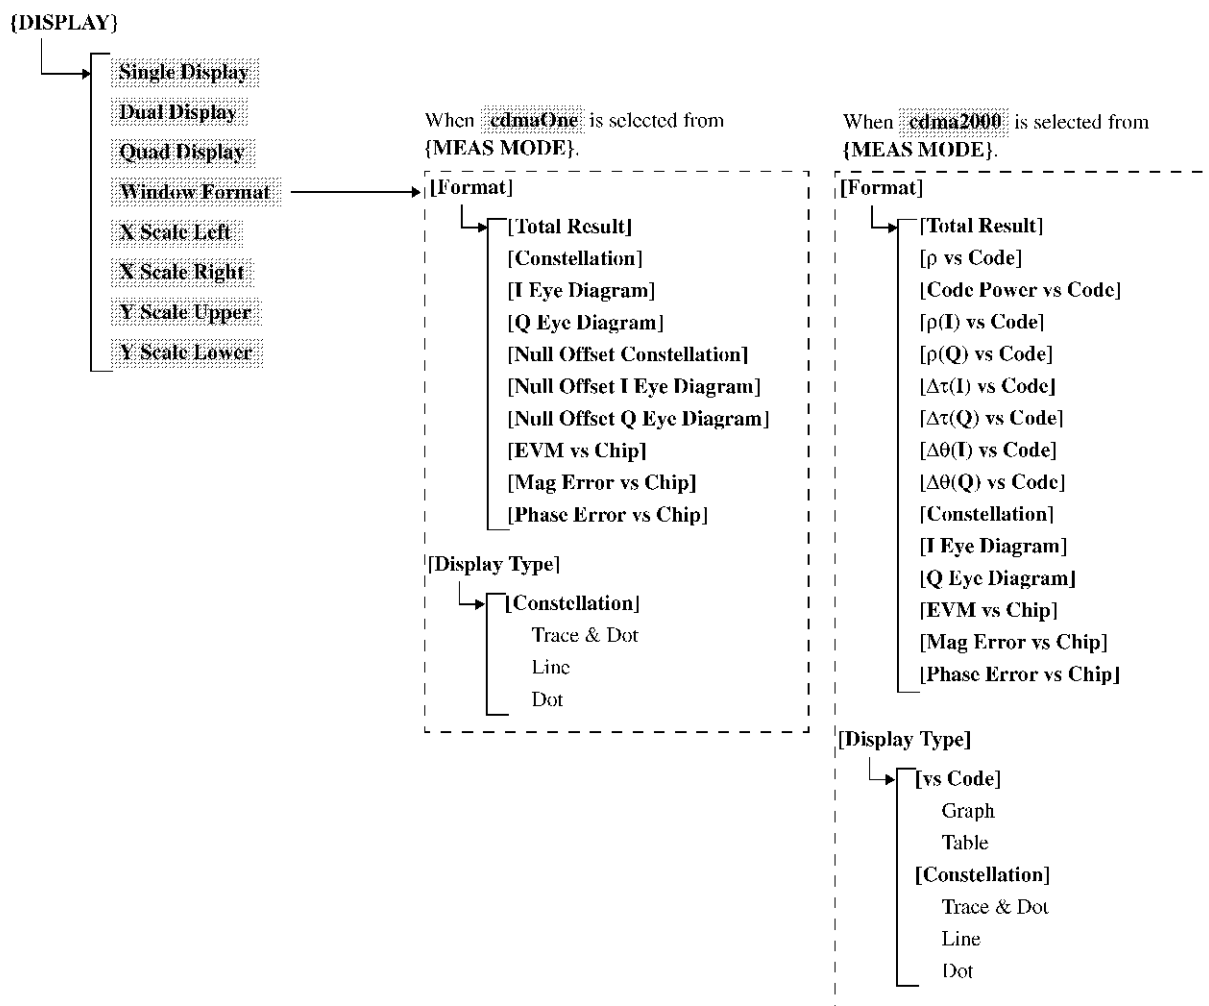 {DISPLAY}
Single Display
Dual Display
Quad Display
Window Format
X Scale Left
X Scale Right
Y Scale Upper
Y Scale Lower
When cdmaOne is selected from
{MEAS MODE}.
[Format]
[Total Result]
[Constellation]
[I Eye Diagram]
[Q Eye Diagram]
[Null Offset Constellation]
[Null Offset I Eye Diagram]
[Null Offset Q Eye Diagram]
[EVM vs Chip]
[Mag Error vs Chip]
[Phase Error vs Chip]
[Display Type]
[Constellation]
Trace & Dot
Line
Dot
When cdma2000 is selected from
{MEAS MODE}.
[Format]
[Total Result]
[ρ vs Code]
[Code Power vs Code]
[ρ(I) vs Code]
[ρ(Q) vs Code]
[Δτ(I) vs Code]
[Δτ(Q) vs Code]
[Δθ(I) vs Code]
[Δθ(Q) vs Code]
[Constellation]
[I Eye Diagram]
[Q Eye Diagram]
[EVM vs Chip]
[Mag Error vs Chip]
[Phase Error vs Chip]
[Display Type]
[vs Code]
Graph
Table
[Constellation]
Trace & Dot
Line
Dot